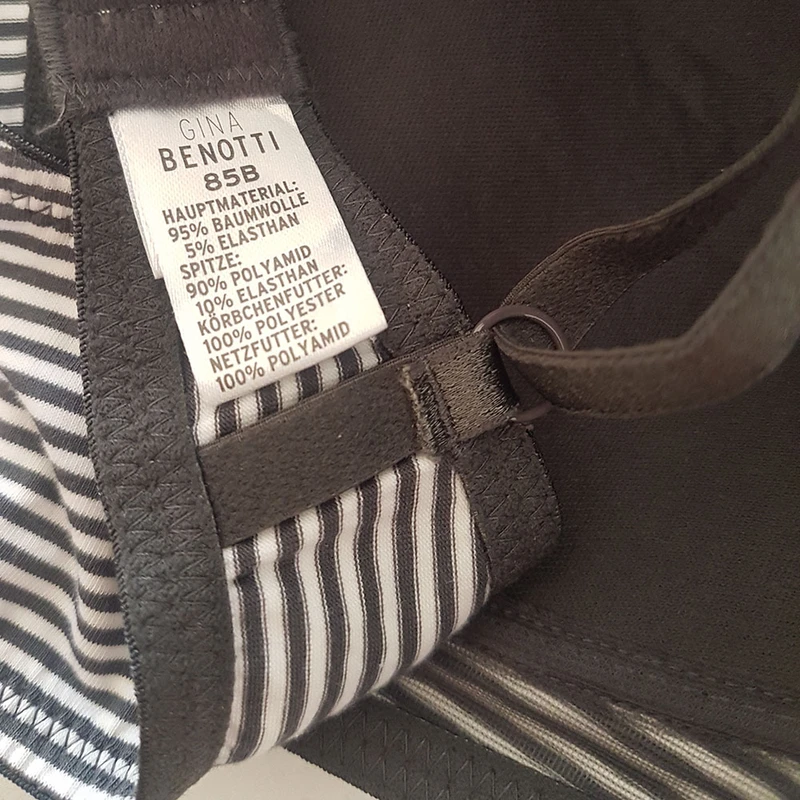 GINA
BENOTTI
85B
HAUPTMATERIAL:
95% BAUMWOLLE
5% ELASTHAN
SPITZE:
90% POLYAMID
10% ELASTHAN
KÖRBCHENFUTTER:
100% POLYESTER
NETZFUTTER:
100% POLYAMID